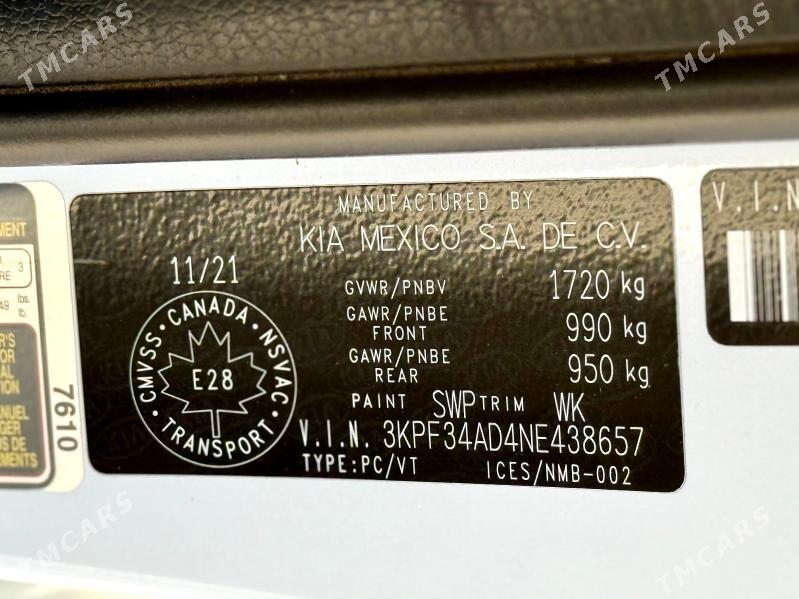 TMCARS
TMCARS
MANUFACTURED BY
KIA MEXICO S.A. DE C.V.
11/21
GVWR/PNBV 1720 kg
GAWR/PNBE
FRONT 990 kg
GAWR/PNBE
REAR 950 kg
PAINT SWP TRIM WK
V.I.N. 3KPF34AD4NE438657
TYPE:PC/VT ICES/NMB-002
CMVSS · CANADA · NSVAC · TRANSPORT ·
E28
7610
V.I.N
TMCARS
TMCARS